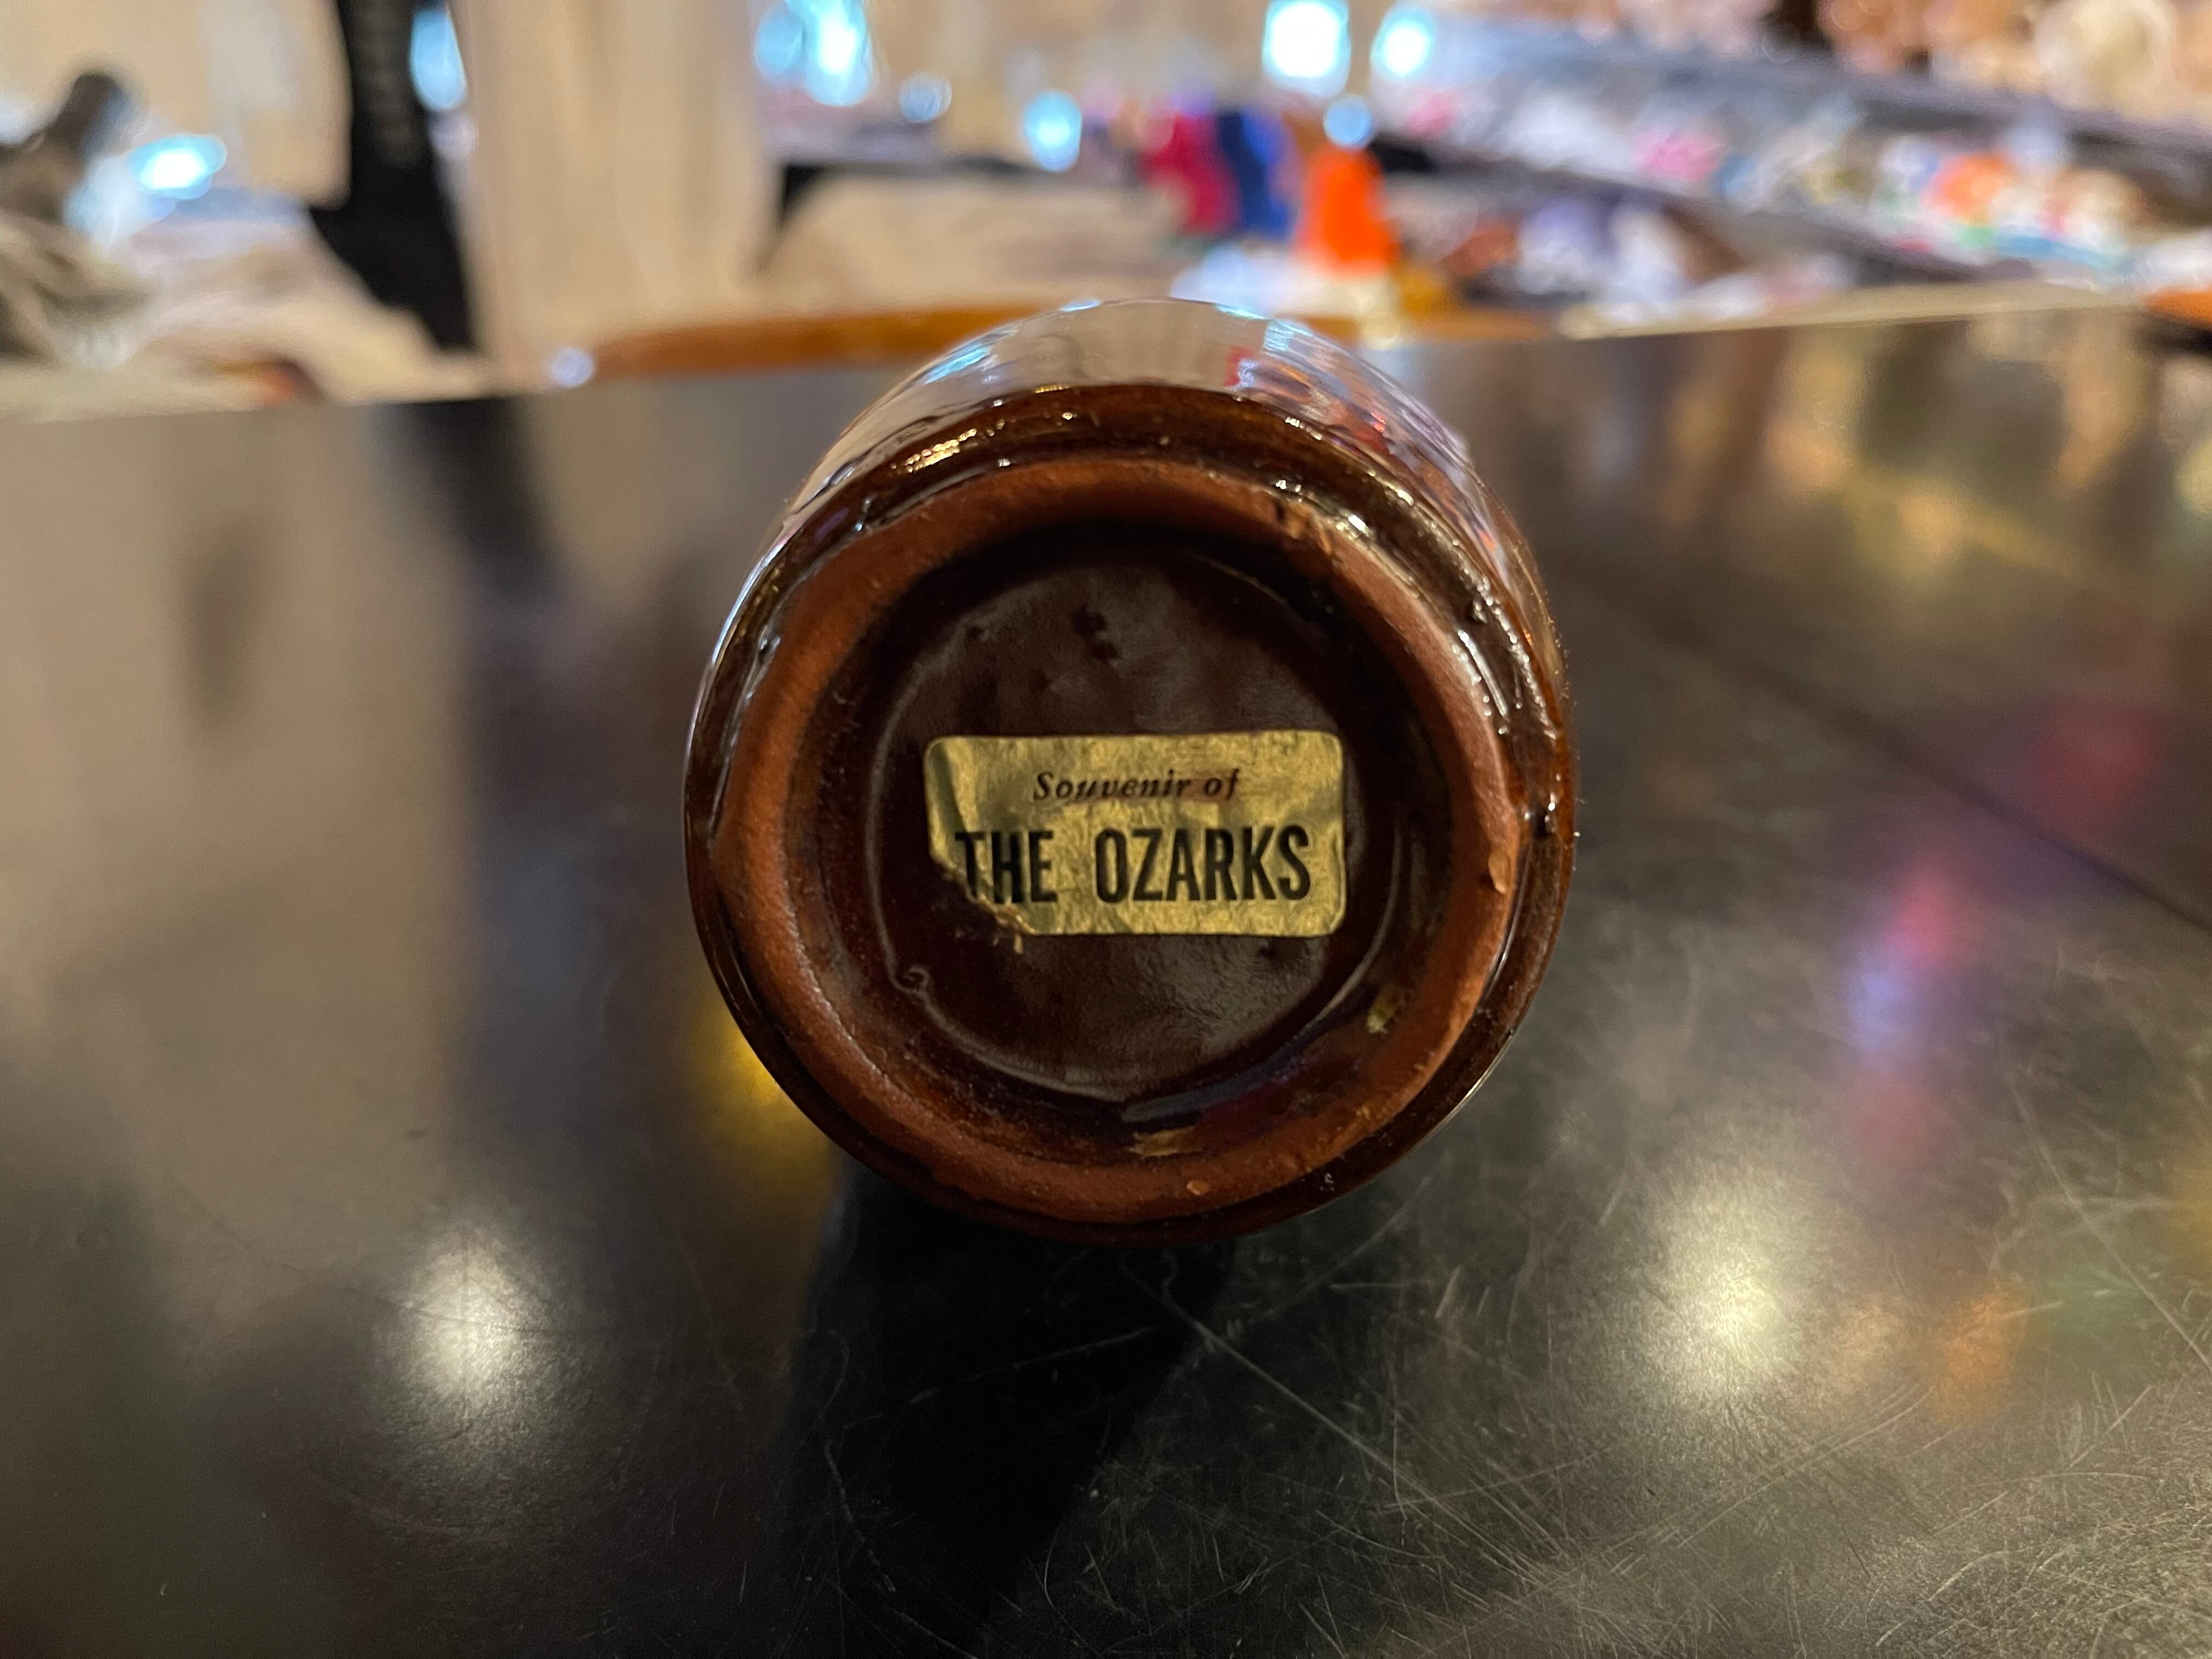 Souvenir of
THE OZARKS